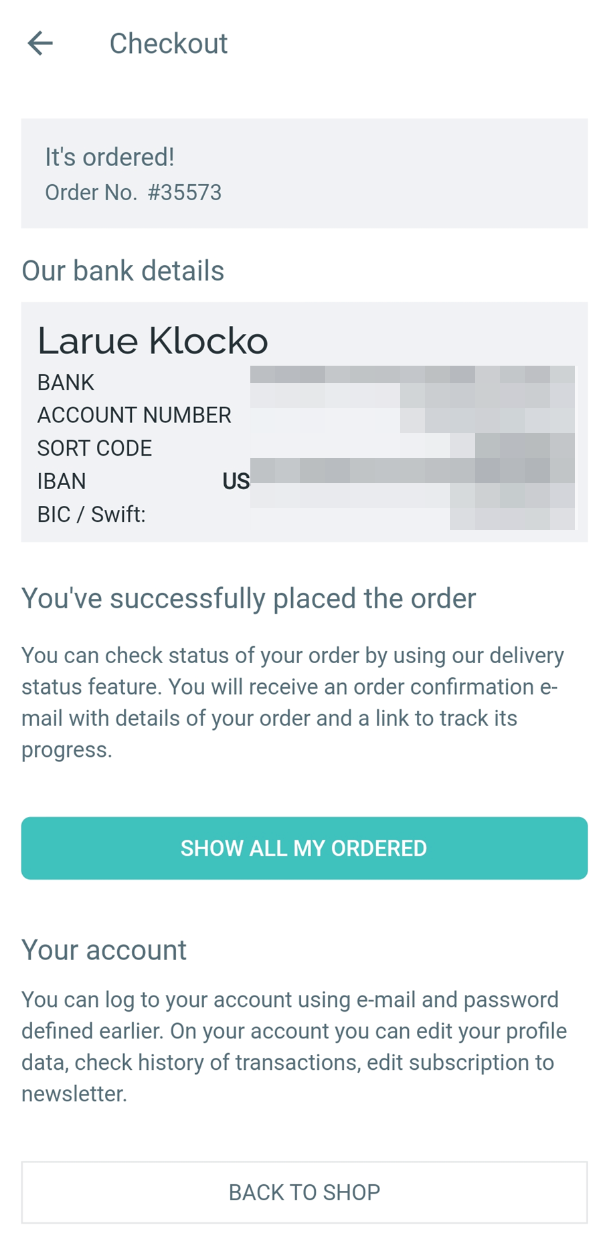 Checkout
It's ordered!
Order No. #35573
Our bank details
Larue Klocko
BANK
ACCOUNT NUMBER
SORT CODE
IBAN US
BIC / Swift:
You've successfully placed the order
You can check status of your order by using our delivery
status feature. You will receive an order confirmation e-
mail with details of your order and a link to track its
progress.
SHOW ALL MY ORDERED
Your account
You can log to your account using e-mail and password
defined earlier. On your account you can edit your profile
data, check history of transactions, edit subscription to
newsletter.
BACK TO SHOP